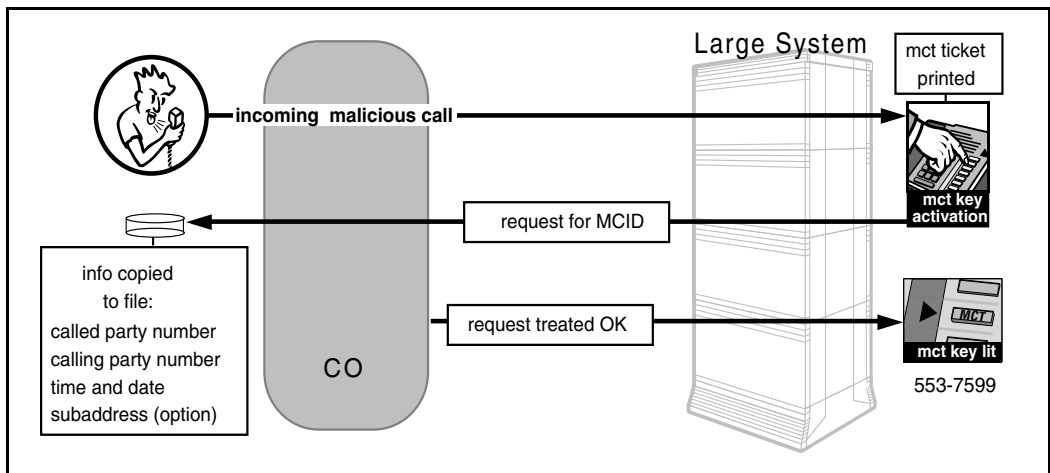 Large System
mct ticket
printed
incoming malicious call
mct key
activation
request for MCID
info copied
to file:
called party number
calling party number
time and date
subaddress (option)
request treated OK
MCT
mct key lit
CO
553-7599